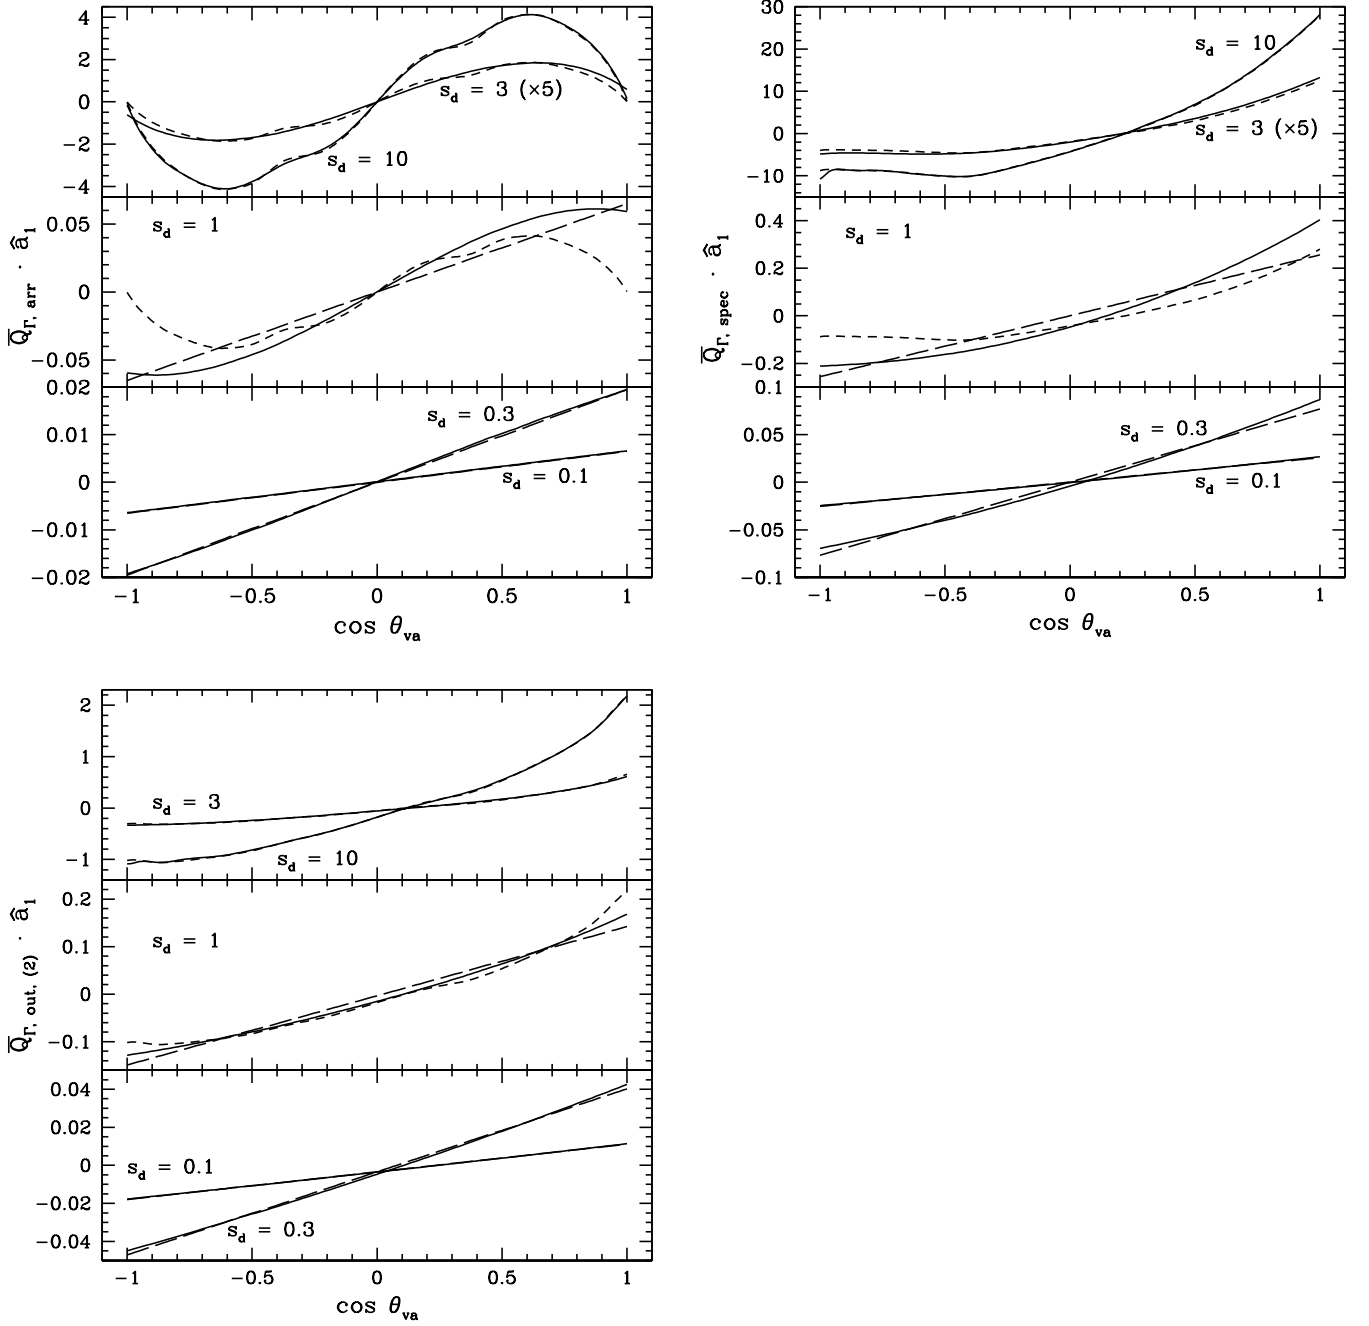 4
2
0
−2
−4
s_d = 3 (×5)
s_d = 10
0.05
0
−0.05
s_d = 1
Q̅_Γ, arr · â_1
0.02
0.01
0
−0.01
−0.02
s_d = 0.3
s_d = 0.1
−1 −0.5 0 0.5 1
cos θ_va
30
20
10
0
−10
s_d = 10
s_d = 3 (×5)
0.4
0.2
0
−0.2
s_d = 1
Q̅_Γ, spec · â_1
0.1
0.05
0
−0.05
−0.1
s_d = 0.3
s_d = 0.1
−1 −0.5 0 0.5 1
cos θ_va
2
1
0
−1
s_d = 3
s_d = 10
0.2
0.1
0
−0.1
s_d = 1
Q̅_Γ, out, (2) · â_1
0.04
0.02
0
−0.02
−0.04
s_d = 0.1
s_d = 0.3
−1 −0.5 0 0.5 1
cos θ_va